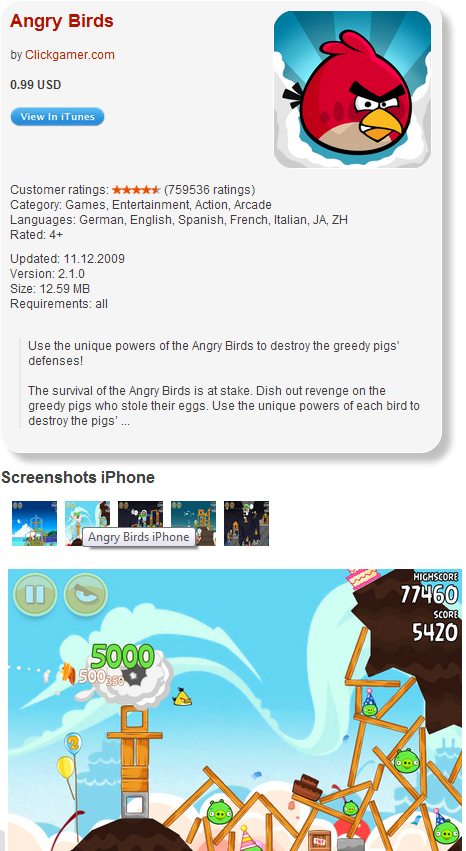 Angry Birds
by Clickgamer.com
0.99 USD
View In iTunes
Customer ratings: (759536 ratings)
Category: Games, Entertainment, Action, Arcade
Languages: German, English, Spanish, French, Italian, JA, ZH
Rated: 4+
Updated: 11.12.2009
Version: 2.1.0
Size: 12.59 MB
Requirements: all
Use the unique powers of the Angry Birds to destroy the greedy pigs'
defenses!
The survival of the Angry Birds is at stake. Dish out revenge on the
greedy pigs who stole their eggs. Use the unique powers of each bird to
destroy the pigs' ...
Screenshots iPhone
Angry Birds iPhone
HIGHSCORE
77460
SCORE
5420
5000
500 350
2